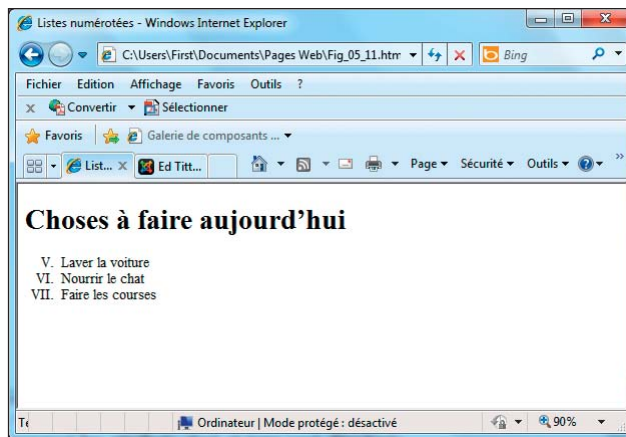 Listes numérotées - Windows Internet Explorer
C:\Users\First\Documents\Pages Web\Fig_05_11.htm
Bing
Fichier Edition Affichage Favoris Outils ?
x Convertir Sélectionner
Favoris Galerie de composants ...
List... X Ed Titt... Page Sécurité Outils »
Choses à faire aujourd’hui
V. Laver la voiture
VI. Nourrir le chat
VII. Faire les courses
Ordinateur | Mode protégé : désactivé 90%